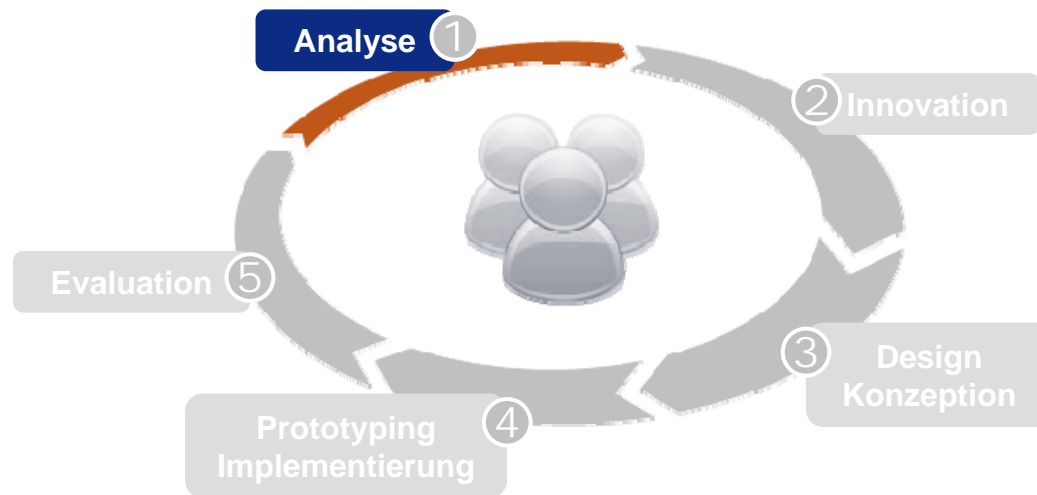 Analyse 1
2 Innovation
3 Design
Konzeption
4 Prototyping
Implementierung
Evaluation 5